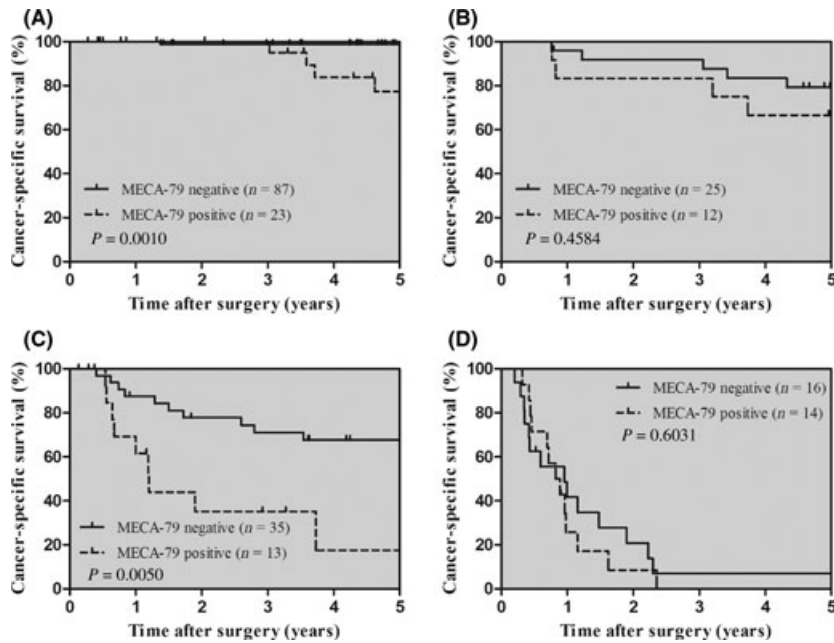 (A)
Cancer-specific survival (%)
100
80
60
40
20
0
MECA-79 negative (n = 87)
MECA-79 positive (n = 23)
P = 0.0010
0 1 2 3 4 5
Time after surgery (years)
(B)
Cancer-specific survival (%)
100
80
60
40
20
0
MECA-79 negative (n = 25)
MECA-79 positive (n = 12)
P = 0.4584
0 1 2 3 4 5
Time after surgery (years)
(C)
Cancer-specific survival (%)
100
80
60
40
20
0
MECA-79 negative (n = 35)
MECA-79 positive (n = 13)
P = 0.0050
0 1 2 3 4 5
Time after surgery (years)
(D)
Cancer-specific survival (%)
100
80
60
40
20
0
MECA-79 negative (n = 16)
MECA-79 positive (n = 14)
P = 0.6031
0 1 2 3 4 5
Time after surgery (years)